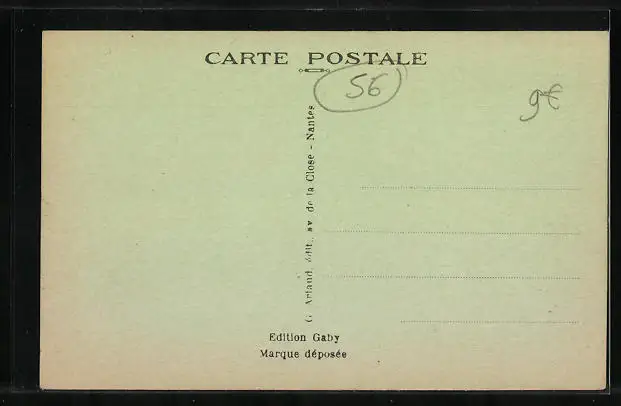 CARTE POSTALE
56
9€
G. Artaud, édit., av. de la Close - Nantes
Edition Gaby
Marque déposée